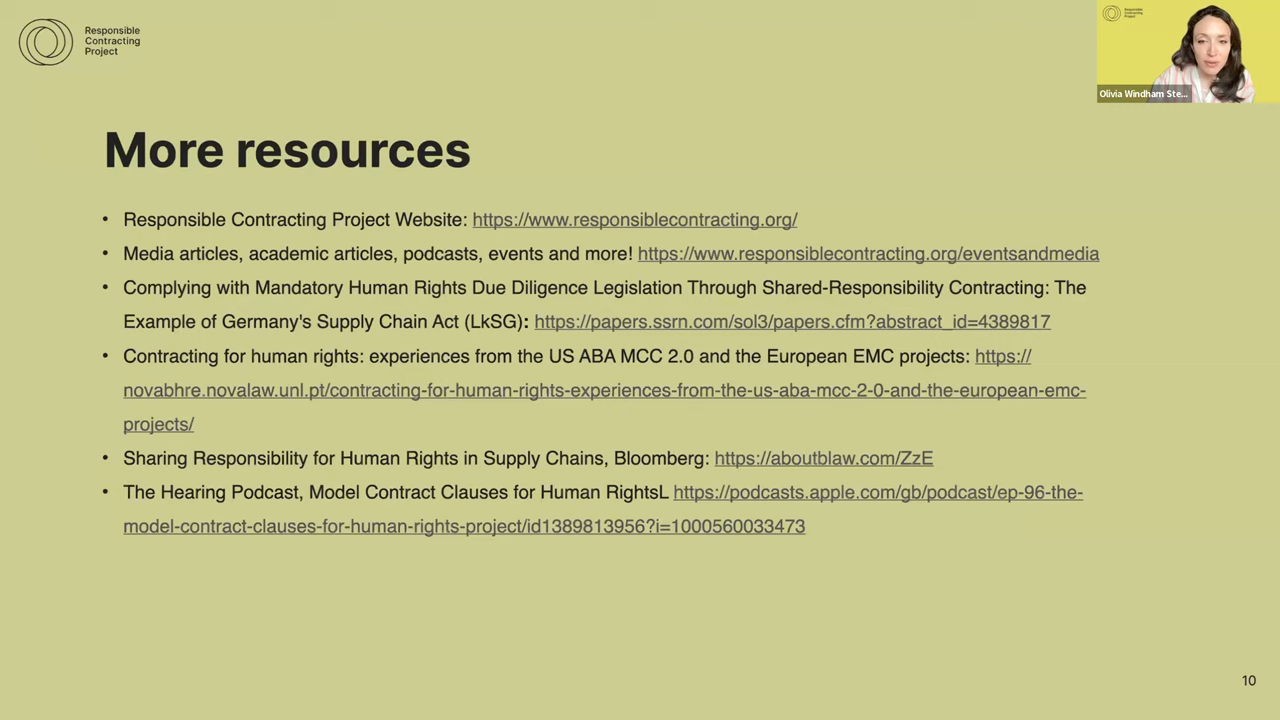 Responsible
Contracting
Project
Responsible
Contracting
Project
Olivia Windham Ste...
More resources
• Responsible Contracting Project Website: https://www.responsiblecontracting.org/
• Media articles, academic articles, podcasts, events and more! https://www.responsiblecontracting.org/eventsandmedia
• Complying with Mandatory Human Rights Due Diligence Legislation Through Shared-Responsibility Contracting: The
Example of Germany's Supply Chain Act (LkSG): https://papers.ssrn.com/sol3/papers.cfm?abstract_id=4389817
• Contracting for human rights: experiences from the US ABA MCC 2.0 and the European EMC projects: https://
novabhre.novalaw.unl.pt/contracting-for-human-rights-experiences-from-the-us-aba-mcc-2-0-and-the-european-emc-
projects/
• Sharing Responsibility for Human Rights in Supply Chains, Bloomberg: https://aboutblaw.com/ZzE
• The Hearing Podcast, Model Contract Clauses for Human RightsL https://podcasts.apple.com/gb/podcast/ep-96-the-
model-contract-clauses-for-human-rights-project/id1389813956?i=1000560033473
10